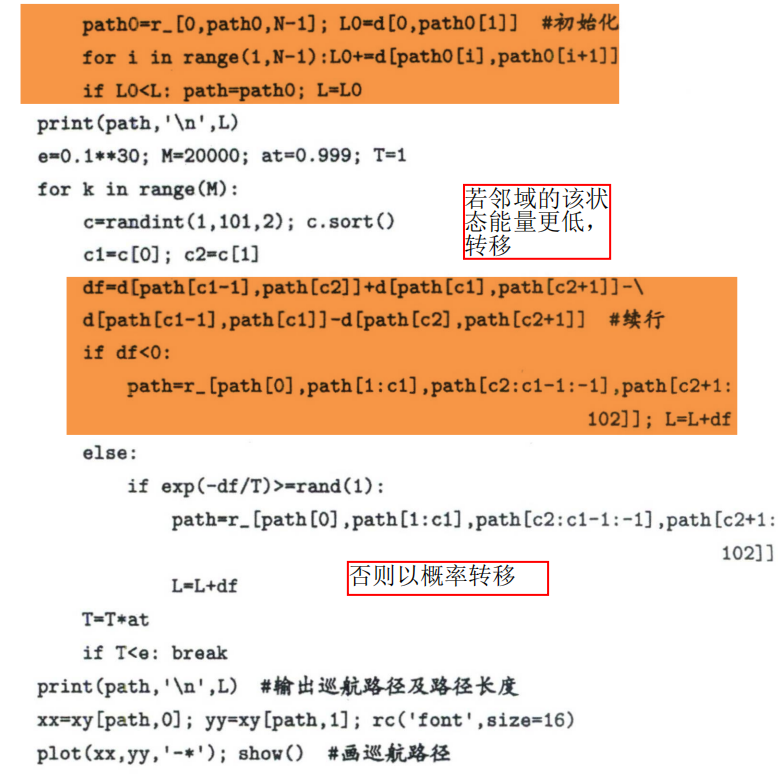 path0=r_[0,path0,N-1]; L0=d[0,path0[1]]  #初始化
for i in range(1,N-1):L0+=d[path0[i],path0[i+1]]
if L0<L: path=path0; L=L0
print(path,'\n',L)
e=0.1**30; M=20000; at=0.999; T=1
for k in range(M):
c=randint(1,101,2); c.sort()
c1=c[0]; c2=c[1]
若邻域的该状
态能量更低，
转移
df=d[path[c1-1],path[c2]]+d[path[c1],path[c2+1]]-\
d[path[c1-1],path[c1]]-d[path[c2],path[c2+1]]  #续行
if df<0:
path=r_[path[0],path[1:c1],path[c2:c1-1:-1],path[c2+1:
102]]; L=L+df
else:
if exp(-df/T)>=rand(1):
path=r_[path[0],path[1:c1],path[c2:c1-1:-1],path[c2+1:
102]]
否则以概率转移
L=L+df
T=T*at
if T<e: break
print(path,'\n',L)  #输出巡航路径及路径长度
xx=xy[path,0]; yy=xy[path,1]; rc('font',size=16)
plot(xx,yy,'-*'); show()  #画巡航路径